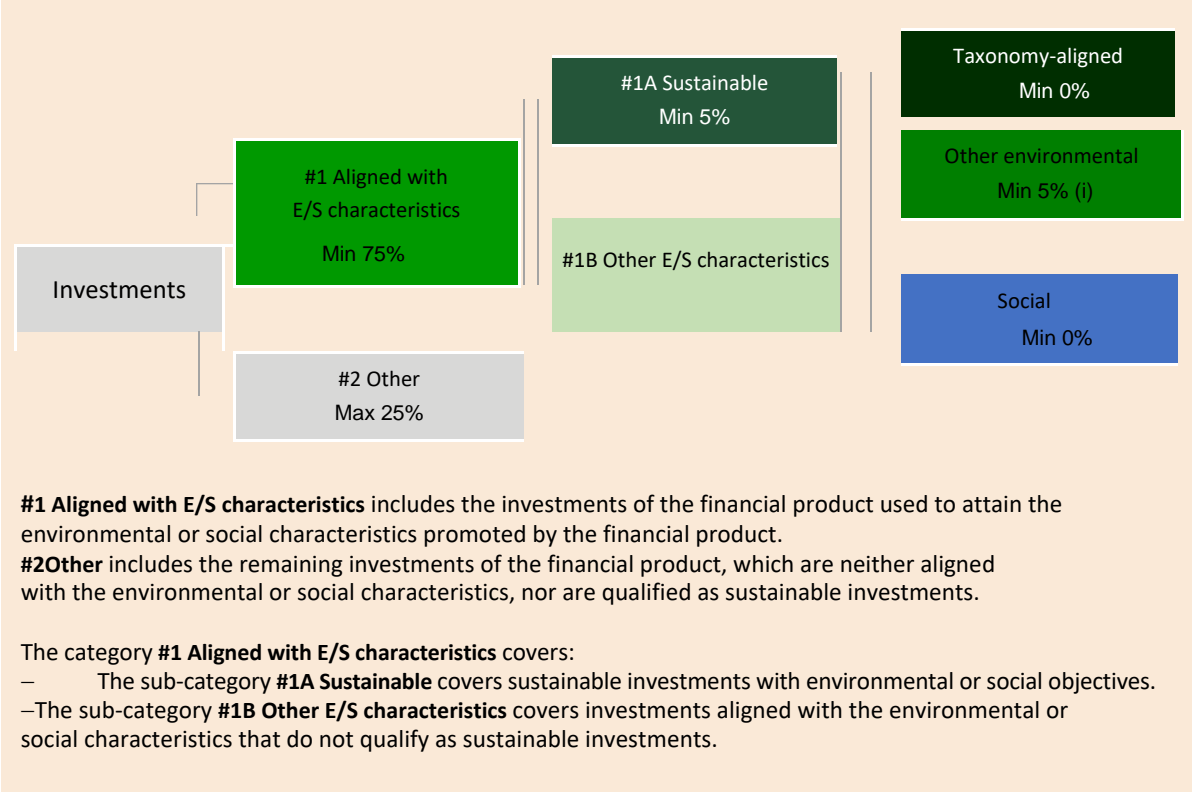 Taxonomy-aligned
Min 0%
#1A Sustainable
Min 5%
Other environmental
Min 5% (i)
#1 Aligned with
E/S characteristics
Min 75%
#1B Other E/S characteristics
Investments
Social
Min 0%
#2 Other
Max 25%
#1 Aligned with E/S characteristics includes the investments of the financial product used to attain the
environmental or social characteristics promoted by the financial product.
#2Other includes the remaining investments of the financial product, which are neither aligned
with the environmental or social characteristics, nor are qualified as sustainable investments.
The category #1 Aligned with E/S characteristics covers:
– The sub-category #1A Sustainable covers sustainable investments with environmental or social objectives.
–The sub-category #1B Other E/S characteristics covers investments aligned with the environmental or
social characteristics that do not qualify as sustainable investments.